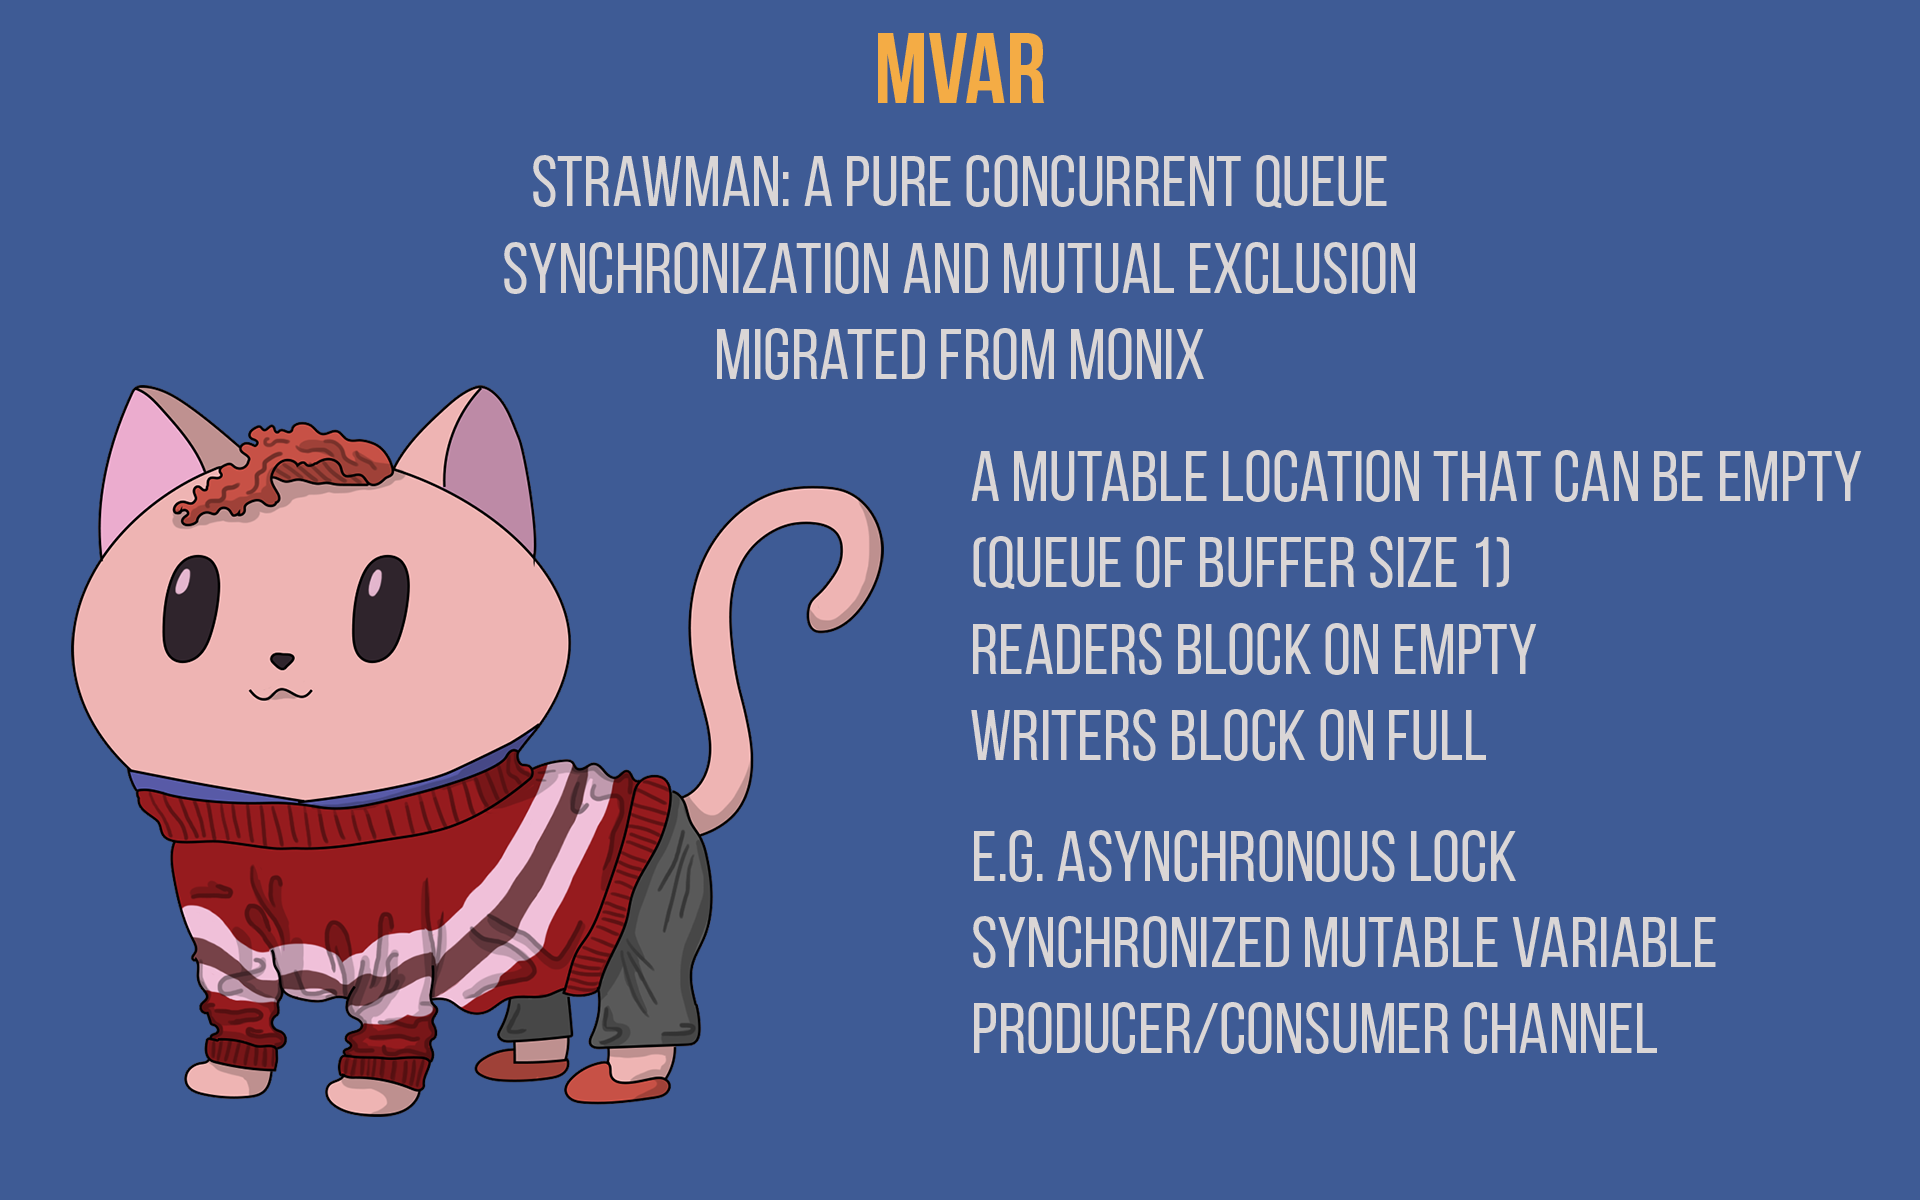 MVAR
STRAWMAN: A PURE CONCURRENT QUEUE
SYNCHRONIZATION AND MUTUAL EXCLUSION
MIGRATED FROM MONIX
A MUTABLE LOCATION THAT CAN BE EMPTY
(QUEUE OF BUFFER SIZE 1)
READERS BLOCK ON EMPTY
WRITERS BLOCK ON FULL
E.G. ASYNCHRONOUS LOCK
SYNCHRONIZED MUTABLE VARIABLE
PRODUCER/CONSUMER CHANNEL